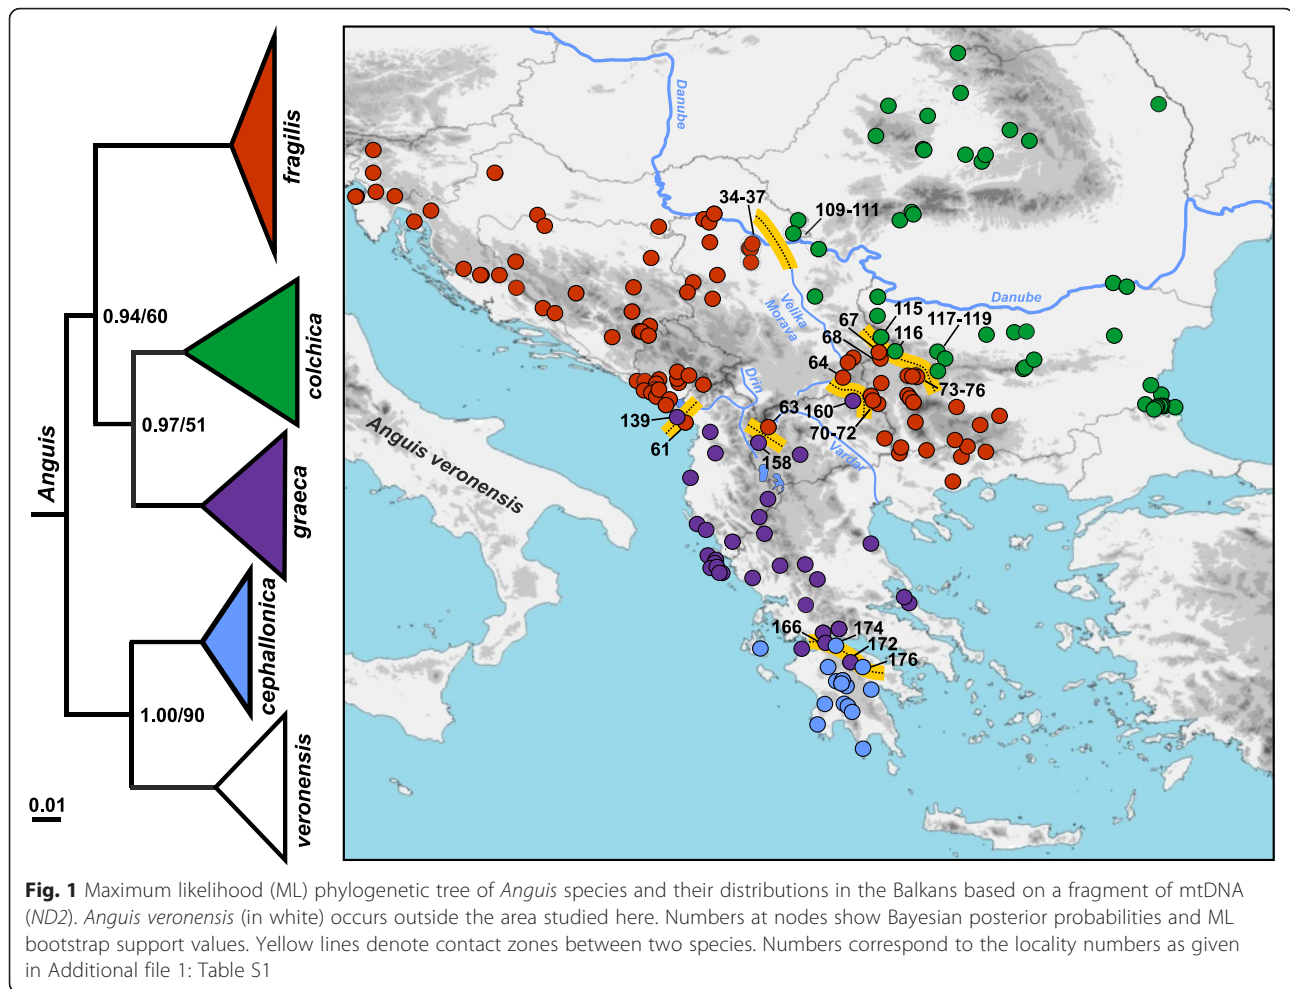 fragilis
colchica
graeca
cephallonica
veronensis
Anguis
0.94/60
0.97/51
1.00/90
0.01
Danube
34-37
109-111
Danube
Velika
Morava
67
68
64
115
116
117-119
73-76
Drin
160
70-72
63
139
61
158
Vardar
Anguis veronensis
166
174
172
176
Fig. 1 Maximum likelihood (ML) phylogenetic tree of Anguis species and their distributions in the Balkans based on a fragment of mtDNA
(ND2). Anguis veronensis (in white) occurs outside the area studied here. Numbers at nodes show Bayesian posterior probabilities and ML
bootstrap support values. Yellow lines denote contact zones between two species. Numbers correspond to the locality numbers as given
in Additional file 1: Table S1